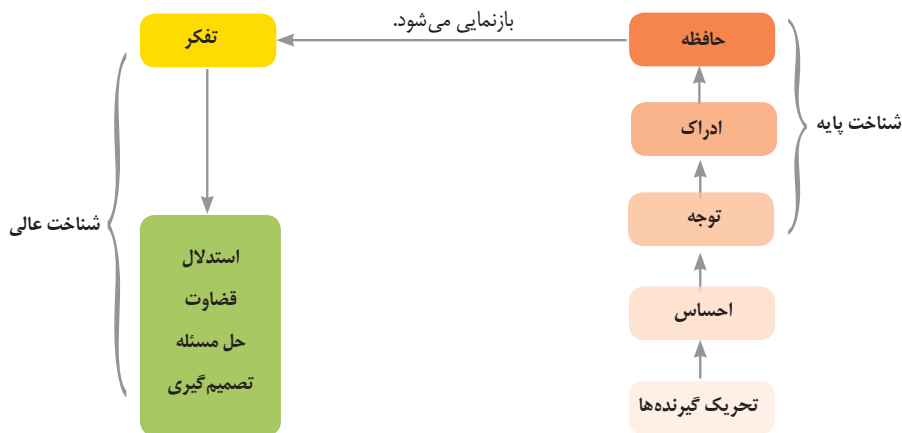 بازنمایی می‌شود.
حافظه
تفکر
ادراک
شناخت پایه
توجه
شناخت عالی
استدلال
قضاوت
حل مسئله
تصمیم‌گیری
احساس
تحریک گیرنده‌ها